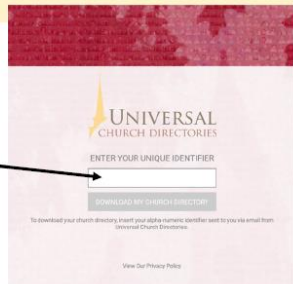 UNIVERSAL
CHURCH DIRECTORIES
ENTER YOUR UNIQUE IDENTIFIER
DOWNLOAD MY CHURCH DIRECTORY
To download your church directory, insert your alpha-numeric identifier sent to you via email from
Universal Church Directories.
View Our Privacy Policy